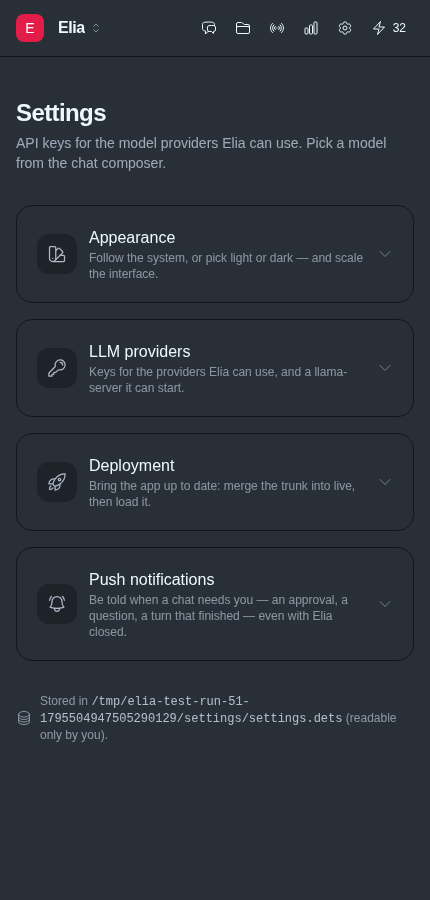 E Elia 32
Settings
API keys for the model providers Elia can use. Pick a model
from the chat composer.
Appearance
Follow the system, or pick light or dark — and scale
the interface.
LLM providers
Keys for the providers Elia can use, and a llama-
server it can start.
Deployment
Bring the app up to date: merge the trunk into live,
then load it.
Push notifications
Be told when a chat needs you — an approval, a
question, a turn that finished — even with Elia
closed.
Stored in /tmp/elia-test-run-51-
1795504947505290129/settings/settings.dets (readable
only by you).